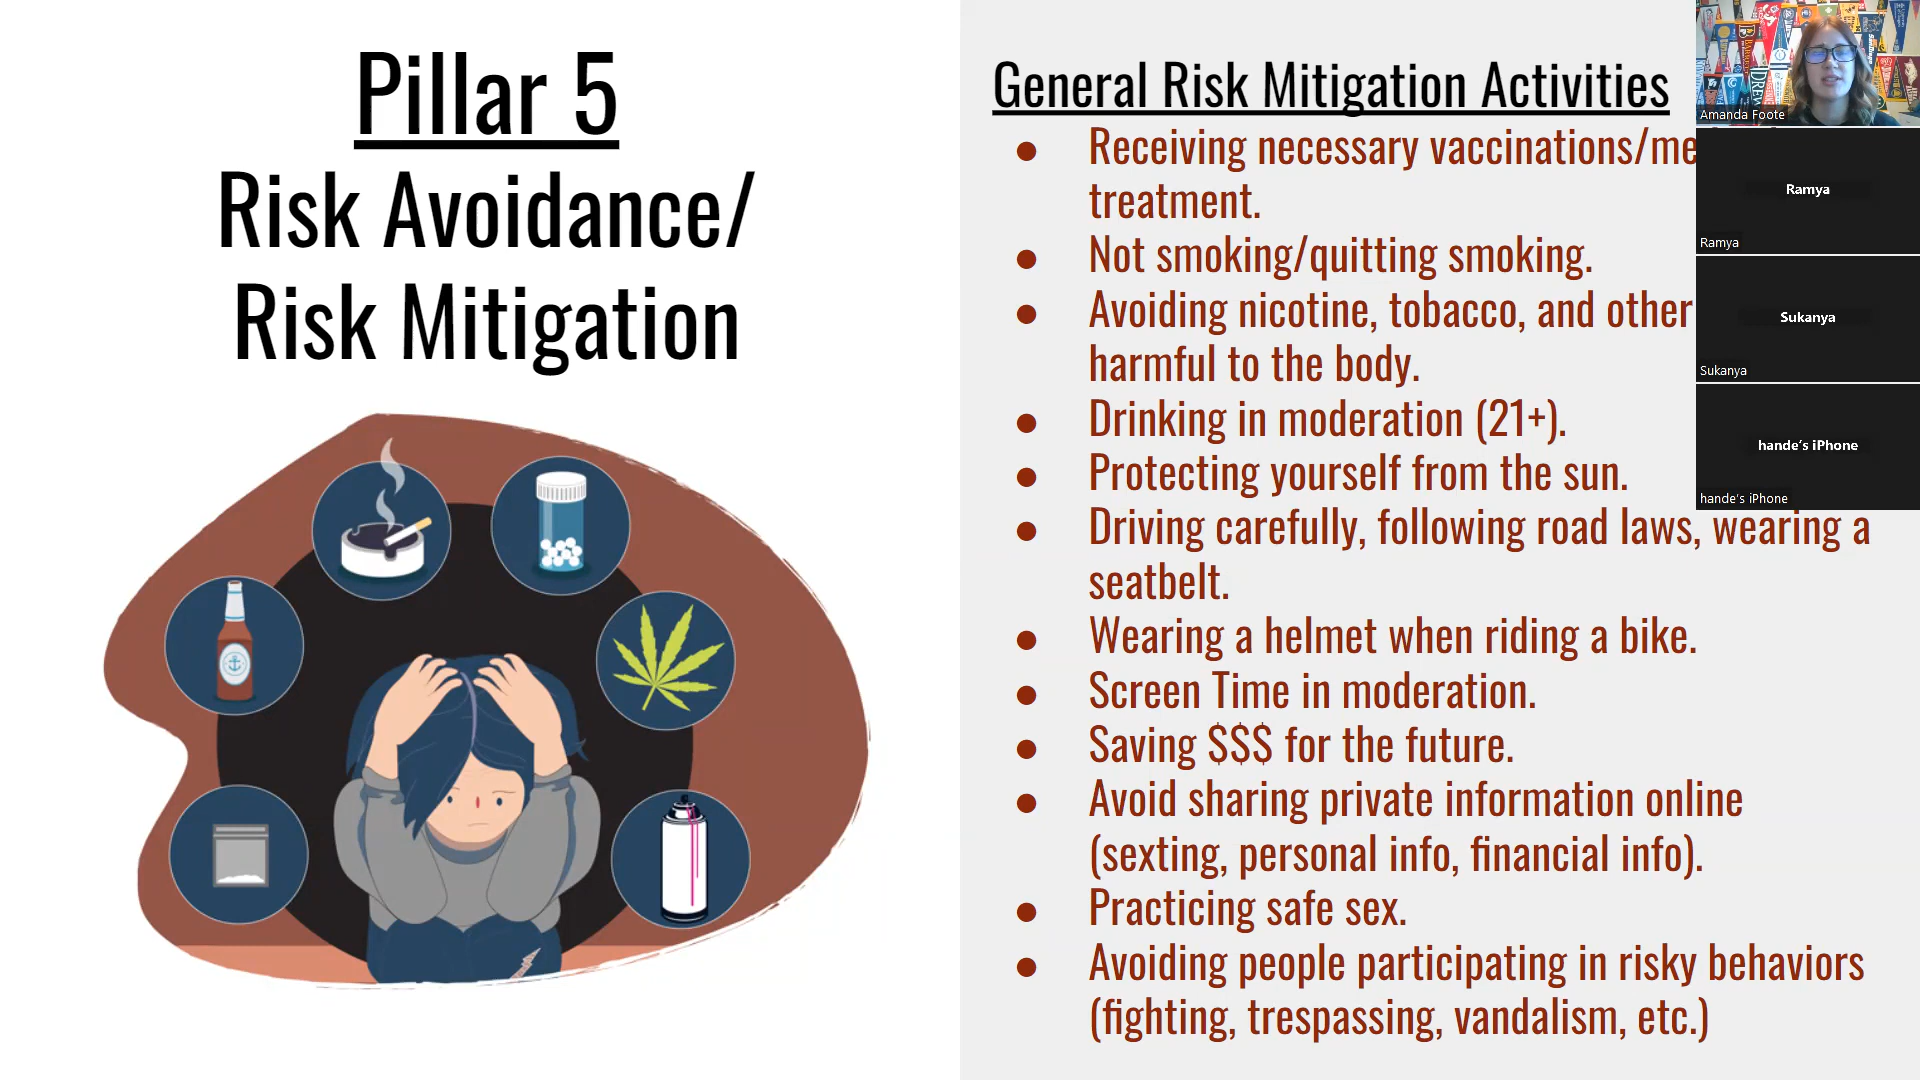 Pillar 5
Risk Avoidance/
Risk Mitigation
General Risk Mitigation Activities
● Receiving necessary vaccinations/me
treatment.
● Not smoking/quitting smoking.
● Avoiding nicotine, tobacco, and other
harmful to the body.
● Drinking in moderation (21+).
● Protecting yourself from the sun.
● Driving carefully, following road laws, wearing a
seatbelt.
● Wearing a helmet when riding a bike.
● Screen Time in moderation.
● Saving $$$ for the future.
● Avoid sharing private information online
(sexting, personal info, financial info).
● Practicing safe sex.
● Avoiding people participating in risky behaviors
(fighting, trespassing, vandalism, etc.)
Amanda Foote
Ramya
Ramya
Sukanya
Sukanya
hande's iPhone
hande's iPhone